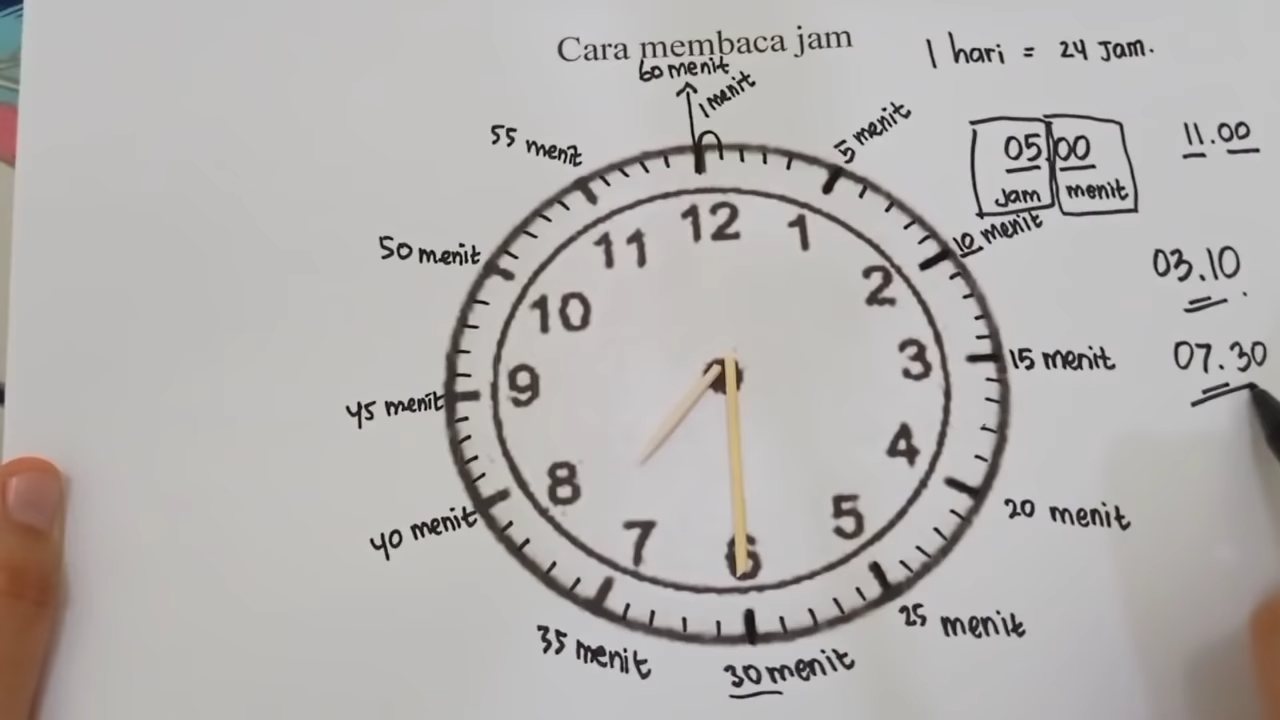 Cara membaca jam
1 hari = 24 Jam.
60 menit
1 menit
5 menit
55 menit
05.00
11.00
Jam menit
10 menit
50 menit
03.10
12
1
2
3
4
5
6
7
8
9
10
11
15 menit
07.30
45 menit
20 menit
40 menit
25 menit
35 menit
30 menit